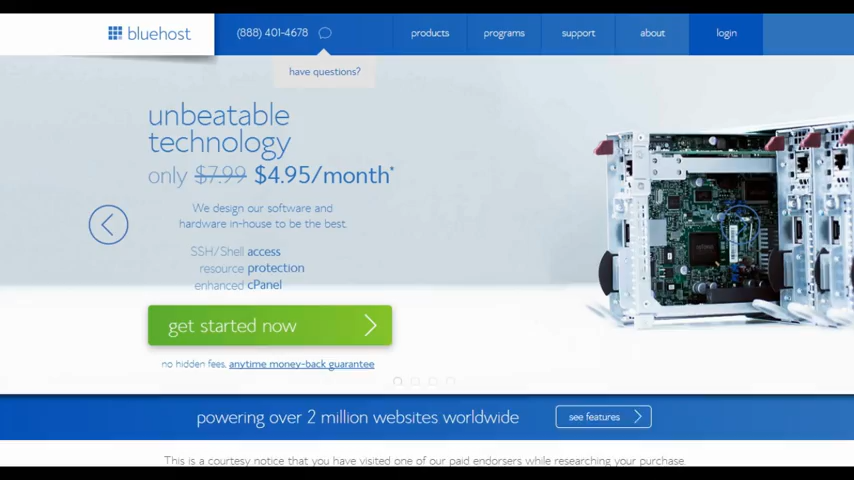 bluehost
(888) 401-4678
products
programs
support
about
login
have questions?
unbeatable
technology
only $7.99 $4.95/month*
We design our software and
hardware in-house to be the best.
SSH/Shell access
resource protection
enhanced cPanel
get started now
no hidden fees, anytime money-back guarantee
powering over 2 million websites worldwide
see features
This is a courtesy notice that you have visited one of our paid endorsers while researching your purchase.